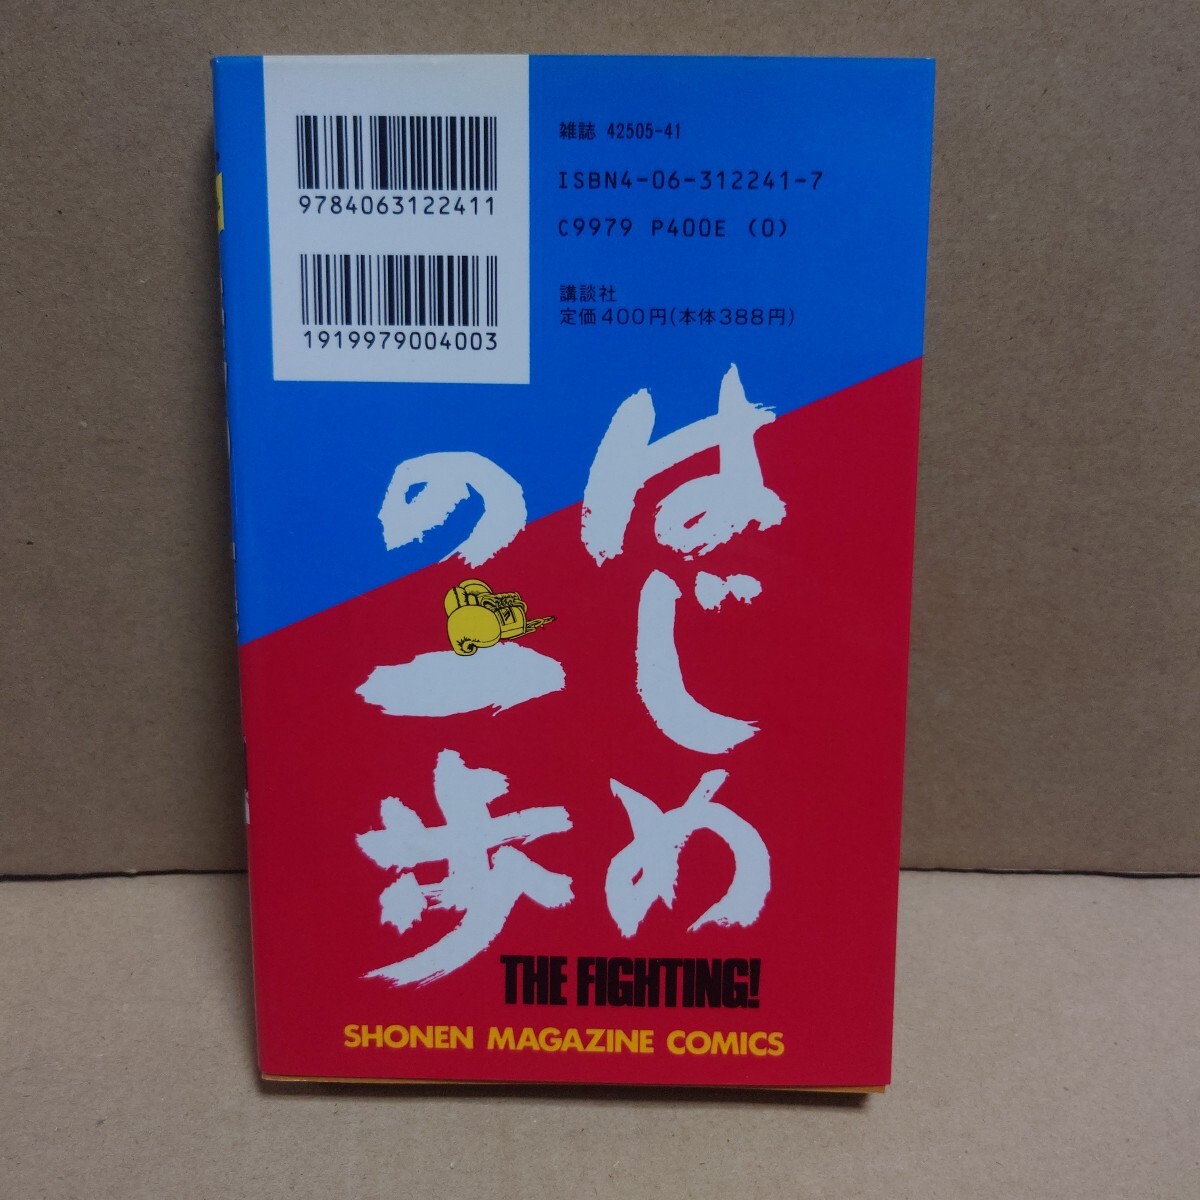 9784063122411
1919979004003
雑誌 42505-41
ISBN4-06-312241-7
C9979 P400E (0)
講談社
定価400円(本体388円)
はじめ
の一歩
THE FIGHTING!
SHONEN MAGAZINE COMICS